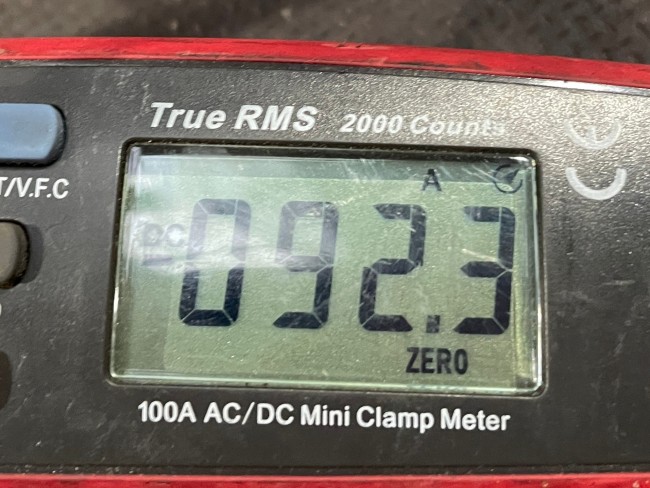 True RMS 2000 Counts
T/V.F.C
A
DC 092.3
ZERO
100A AC/DC Mini Clamp Meter